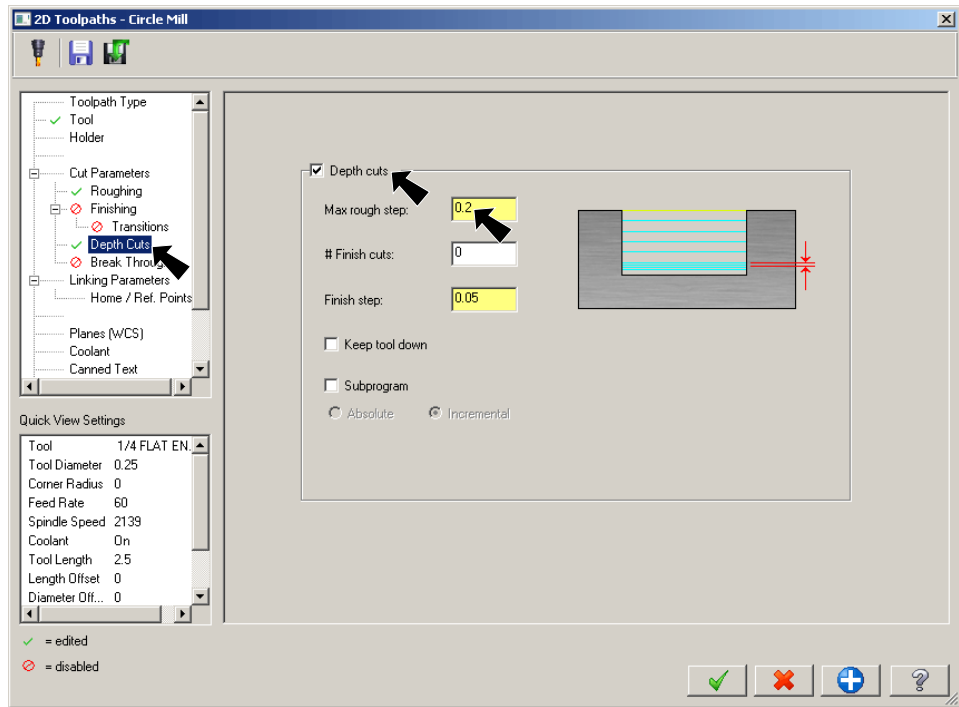 2D Toolpaths - Circle Mill
Toolpath Type
Tool
Holder
Cut Parameters
Roughing
Finishing
Transitions
Depth Cuts
Break Throug
Linking Parameters
Home / Ref. Points
Planes (WCS)
Coolant
Canned Text
Quick View Settings
Tool 1/4 FLAT EN.
Tool Diameter 0.25
Corner Radius 0
Feed Rate 60
Spindle Speed 2139
Coolant On
Tool Length 2.5
Length Offset 0
Diameter Off... 0
= edited
= disabled
Depth cuts
Max rough step: 0.2
# Finish cuts: 0
Finish step: 0.05
Keep tool down
Subprogram
Absolute Incremental